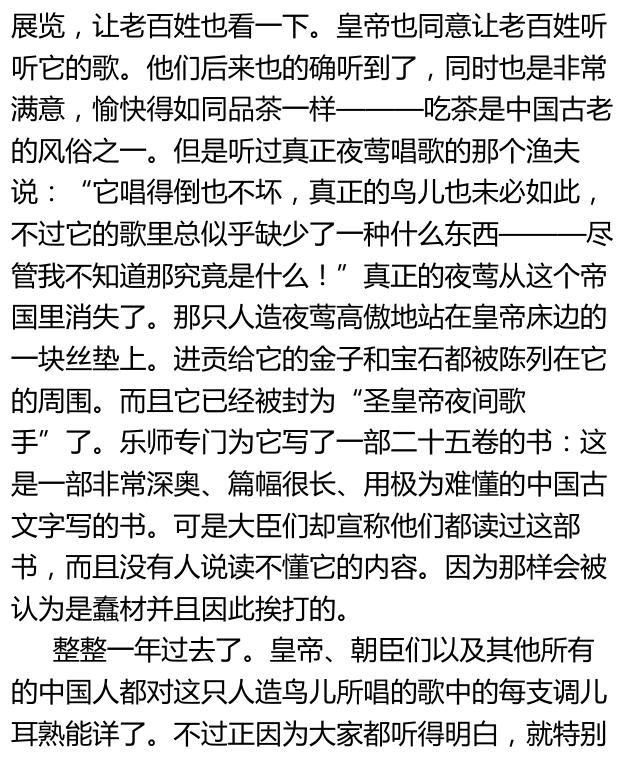 展览，让老百姓也看一下。皇帝也同意让老百姓听
听它的歌。他们后来也的确听到了，同时也是非常
满意，愉快得如同品茶一样———吃茶是中国古老
的风俗之一。但是听过真正夜莺唱歌的那个渔夫
说：“它唱得倒也不坏，真正的鸟儿也未必如此，
不过它的歌里总似乎缺少了一种什么东西———尽
管我不知道那究竟是什么！”真正的夜莺从这个帝
国里消失了。那只人造夜莺高傲地站在皇帝床边的
一块丝垫上。进贡给它的金子和宝石都被陈列在它
的周围。而且它已经被封为“圣皇帝夜间歌
手”了。乐师专门为它写了一部二十五卷的书：这
是一部非常深奥、篇幅很长、用极为难懂的中国古
文字写的书。可是大臣们却宣称他们都读过这部
书，而且没有人说读不懂它的内容。因为那样会被
认为是蠢材并且因此挨打的。
整整一年过去了。皇帝、朝臣们以及其他所有
的中国人都对这只人造鸟儿所唱的歌中的每支调儿
耳熟能详了。不过正因为大家都听得明白，就特别